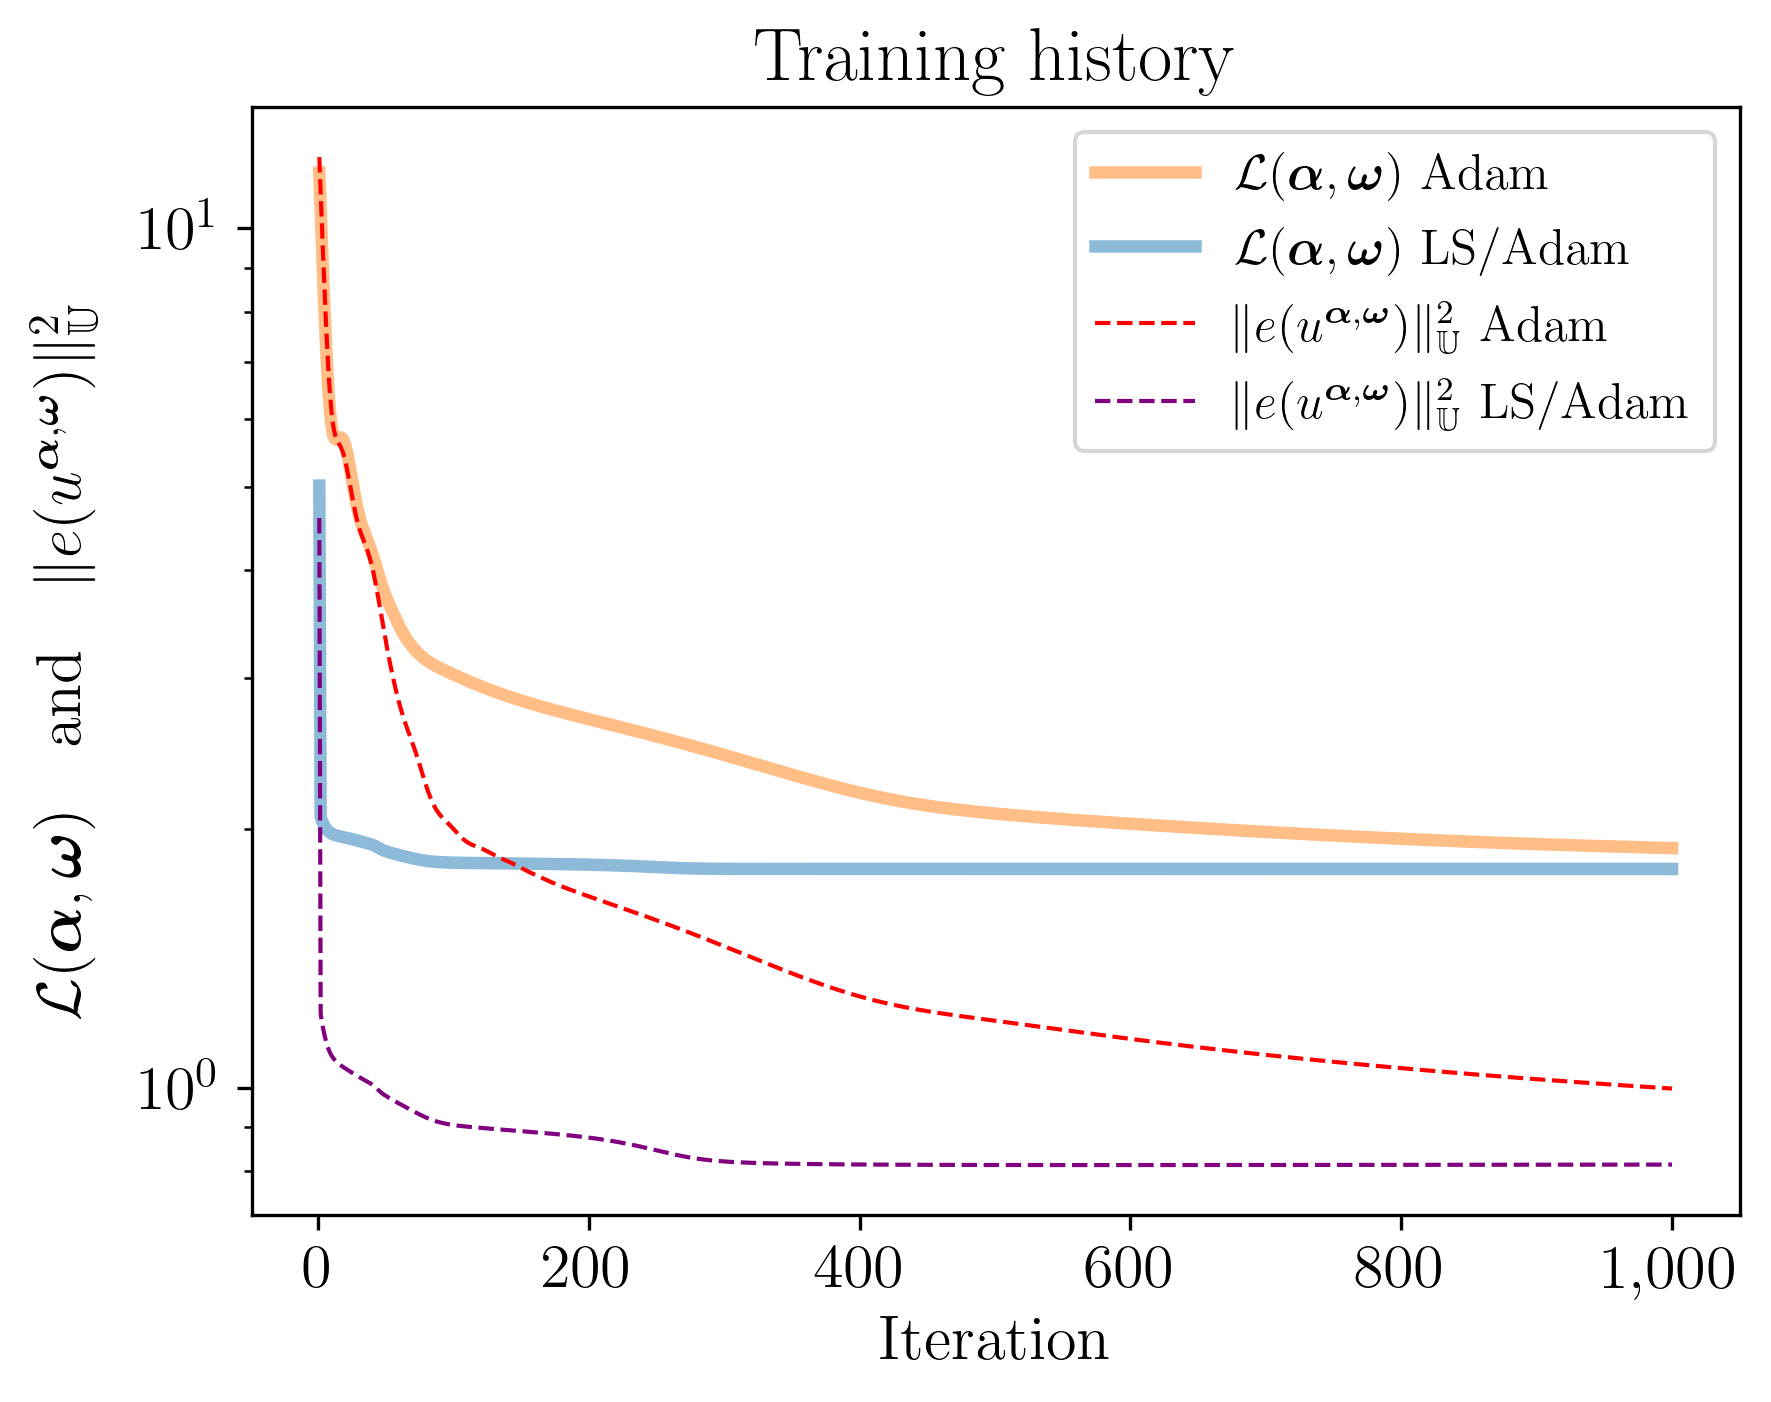 Training history
10¹
10⁰
𝓛(𝜶, 𝝎) and ||e(u^{𝜶,𝝎})||²_𝕌
𝓛(𝜶, 𝝎) Adam
𝓛(𝜶, 𝝎) LS/Adam
‖e(u^{𝜶,𝝎})‖²_𝕌 Adam
‖e(u^{𝜶,𝝎})‖²_𝕌 LS/Adam
0 200 400 600 800 1,000
Iteration